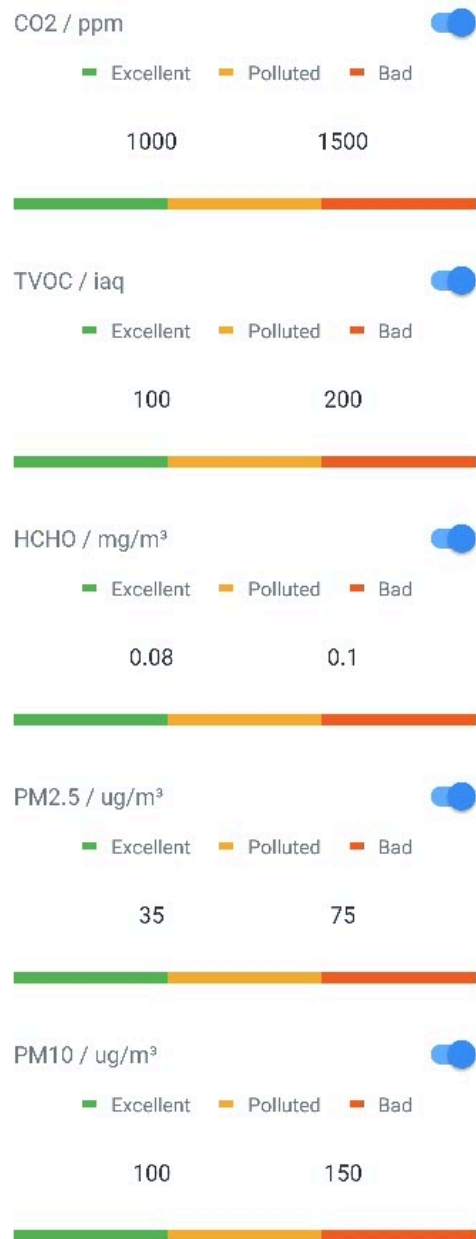 CO2 / ppm
Excellent Polluted Bad
1000 1500
TVOC / iaq
Excellent Polluted Bad
100 200
HCHO / mg/m³
Excellent Polluted Bad
0.08 0.1
PM2.5 / ug/m³
Excellent Polluted Bad
35 75
PM10 / ug/m³
Excellent Polluted Bad
100 150